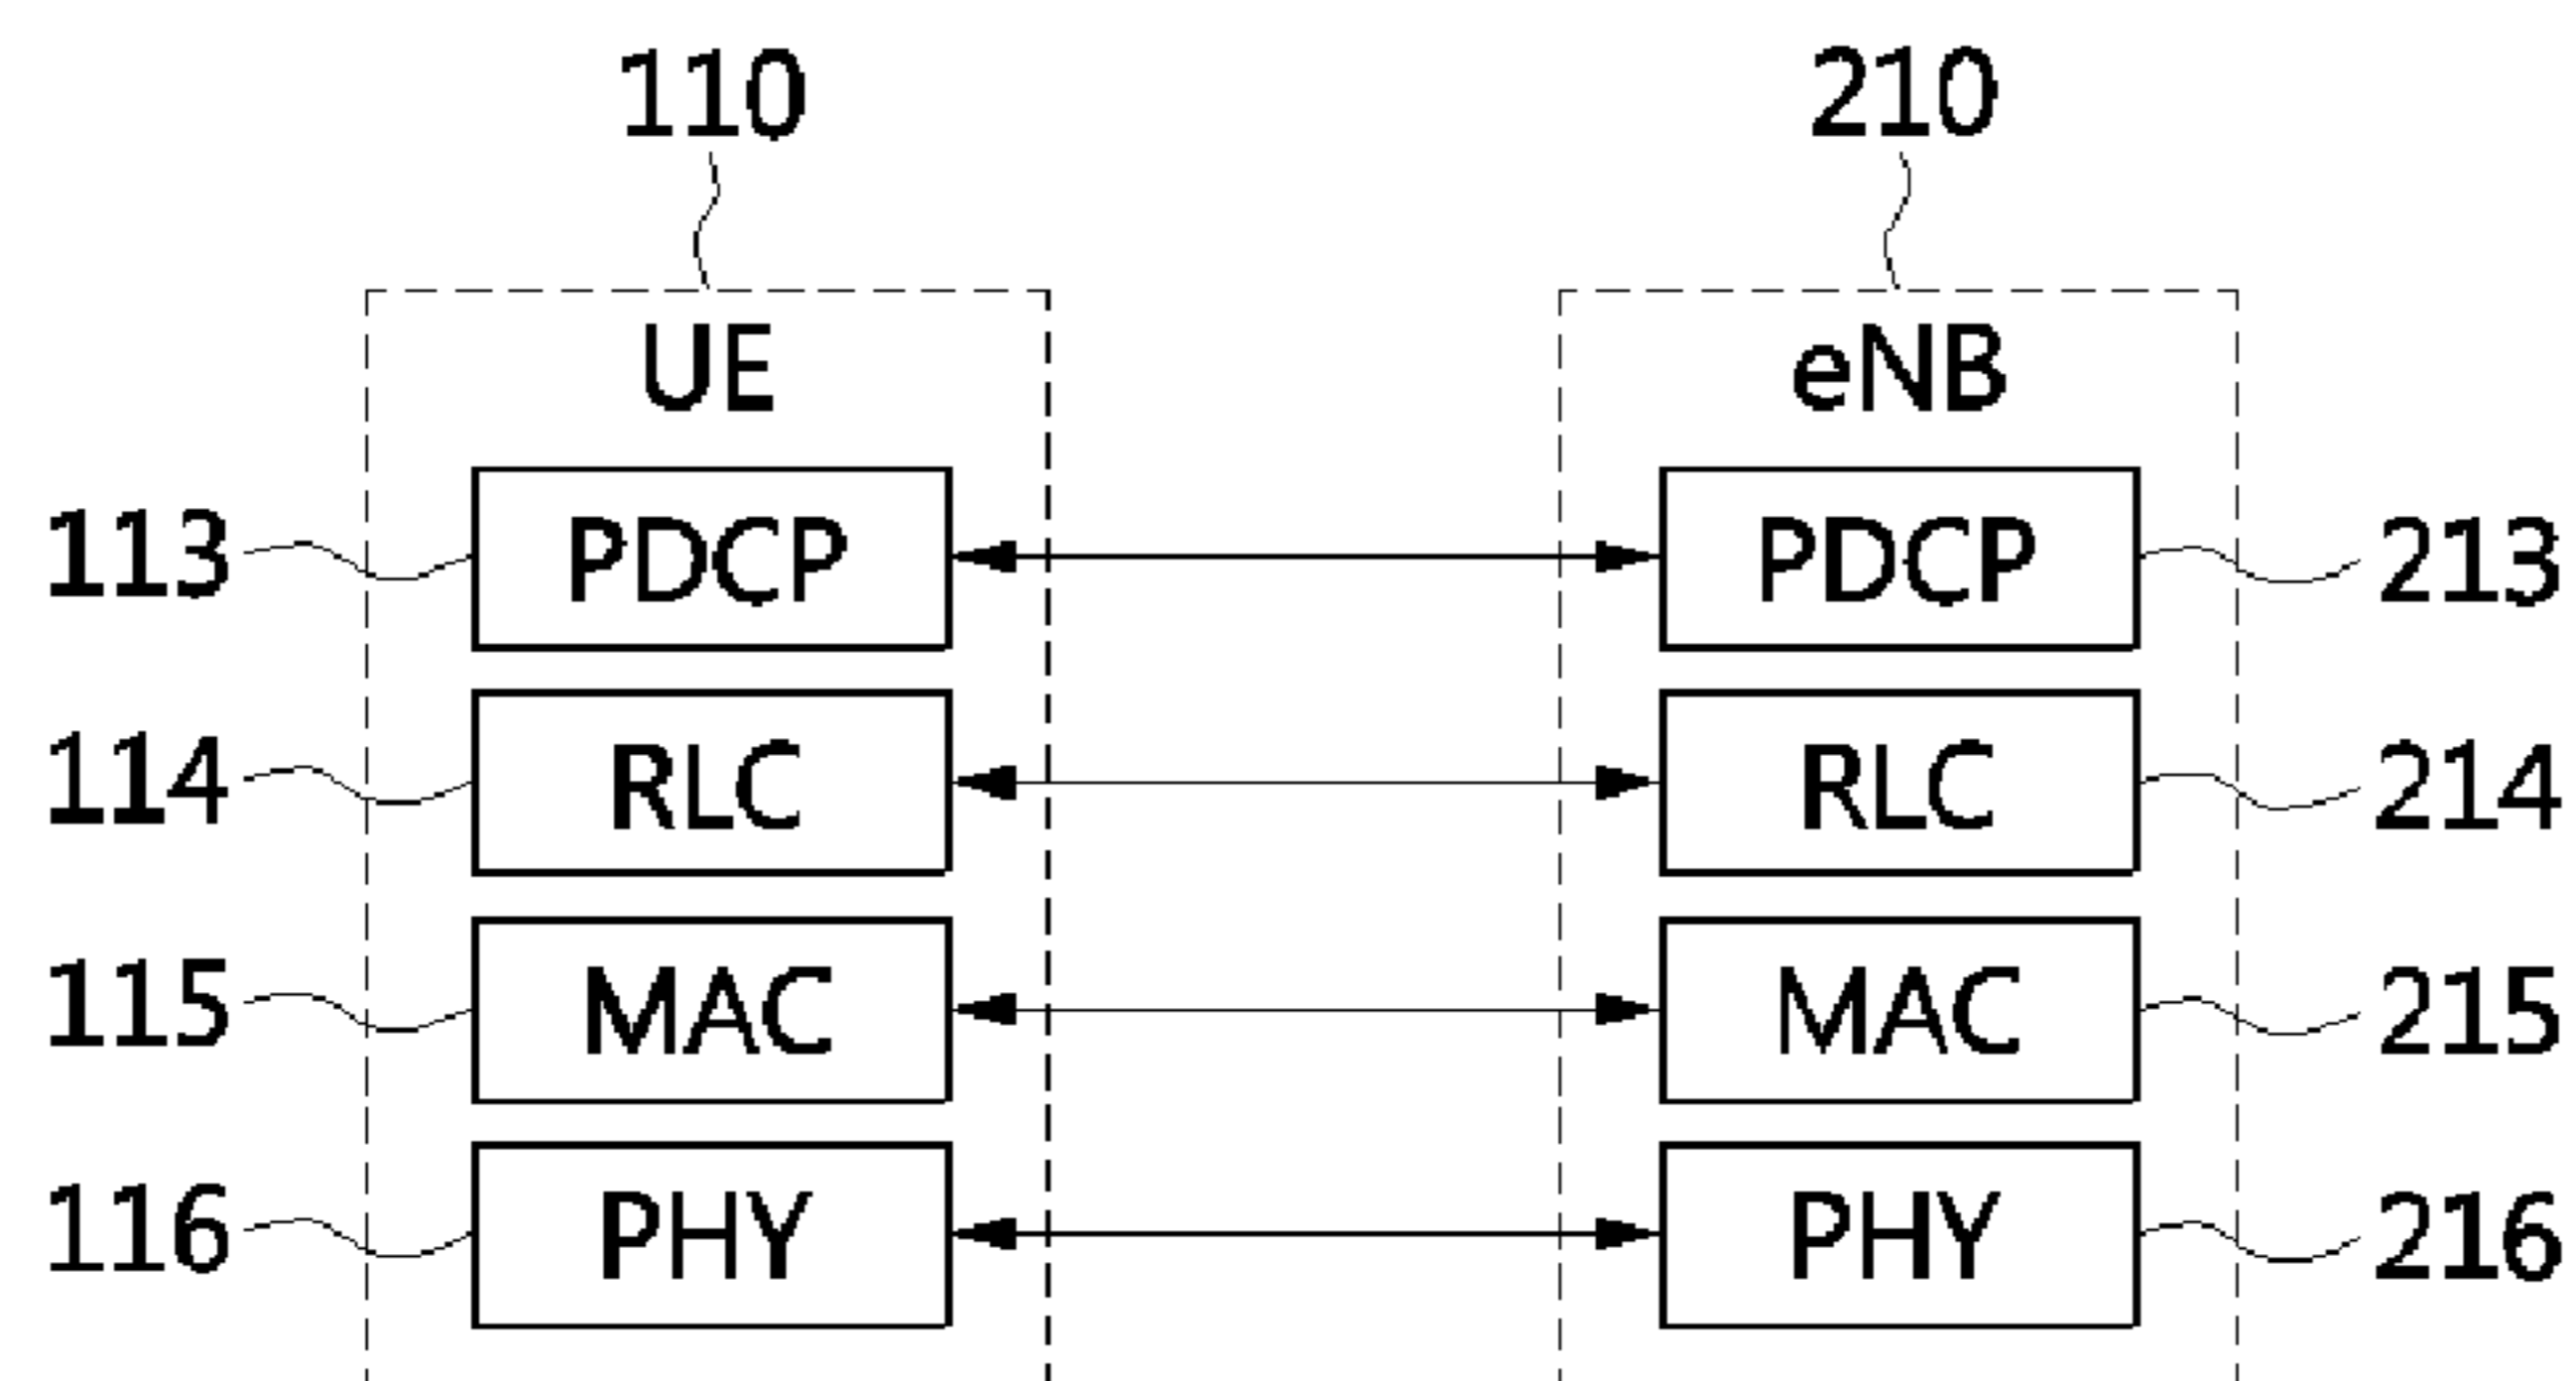 110 210
UE eNB
113 PDCP PDCP 213
114 RLC RLC 214
115 MAC MAC 215
116 PHY PHY 216